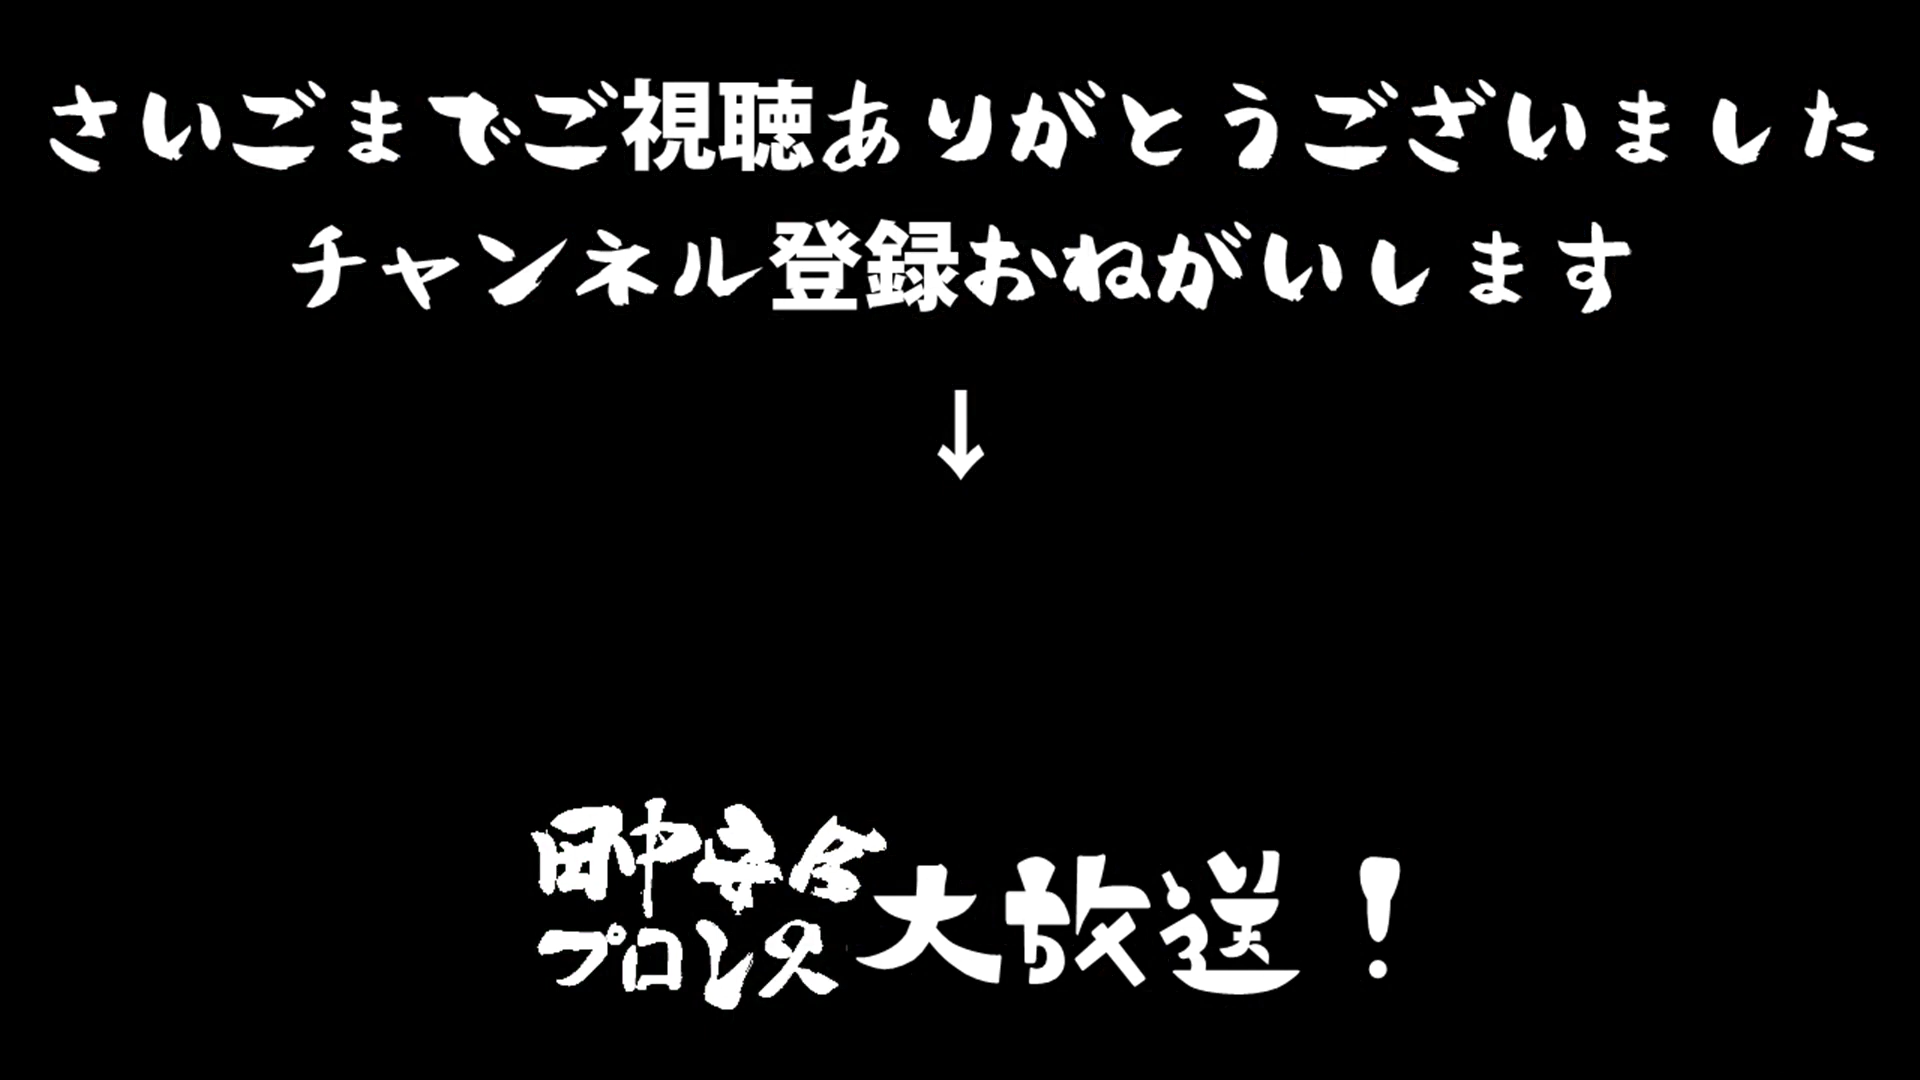 さいごまでご視聴ありがとうございました
チャンネル登録おねがいします
↓
田中安全
プロレス
大放送!